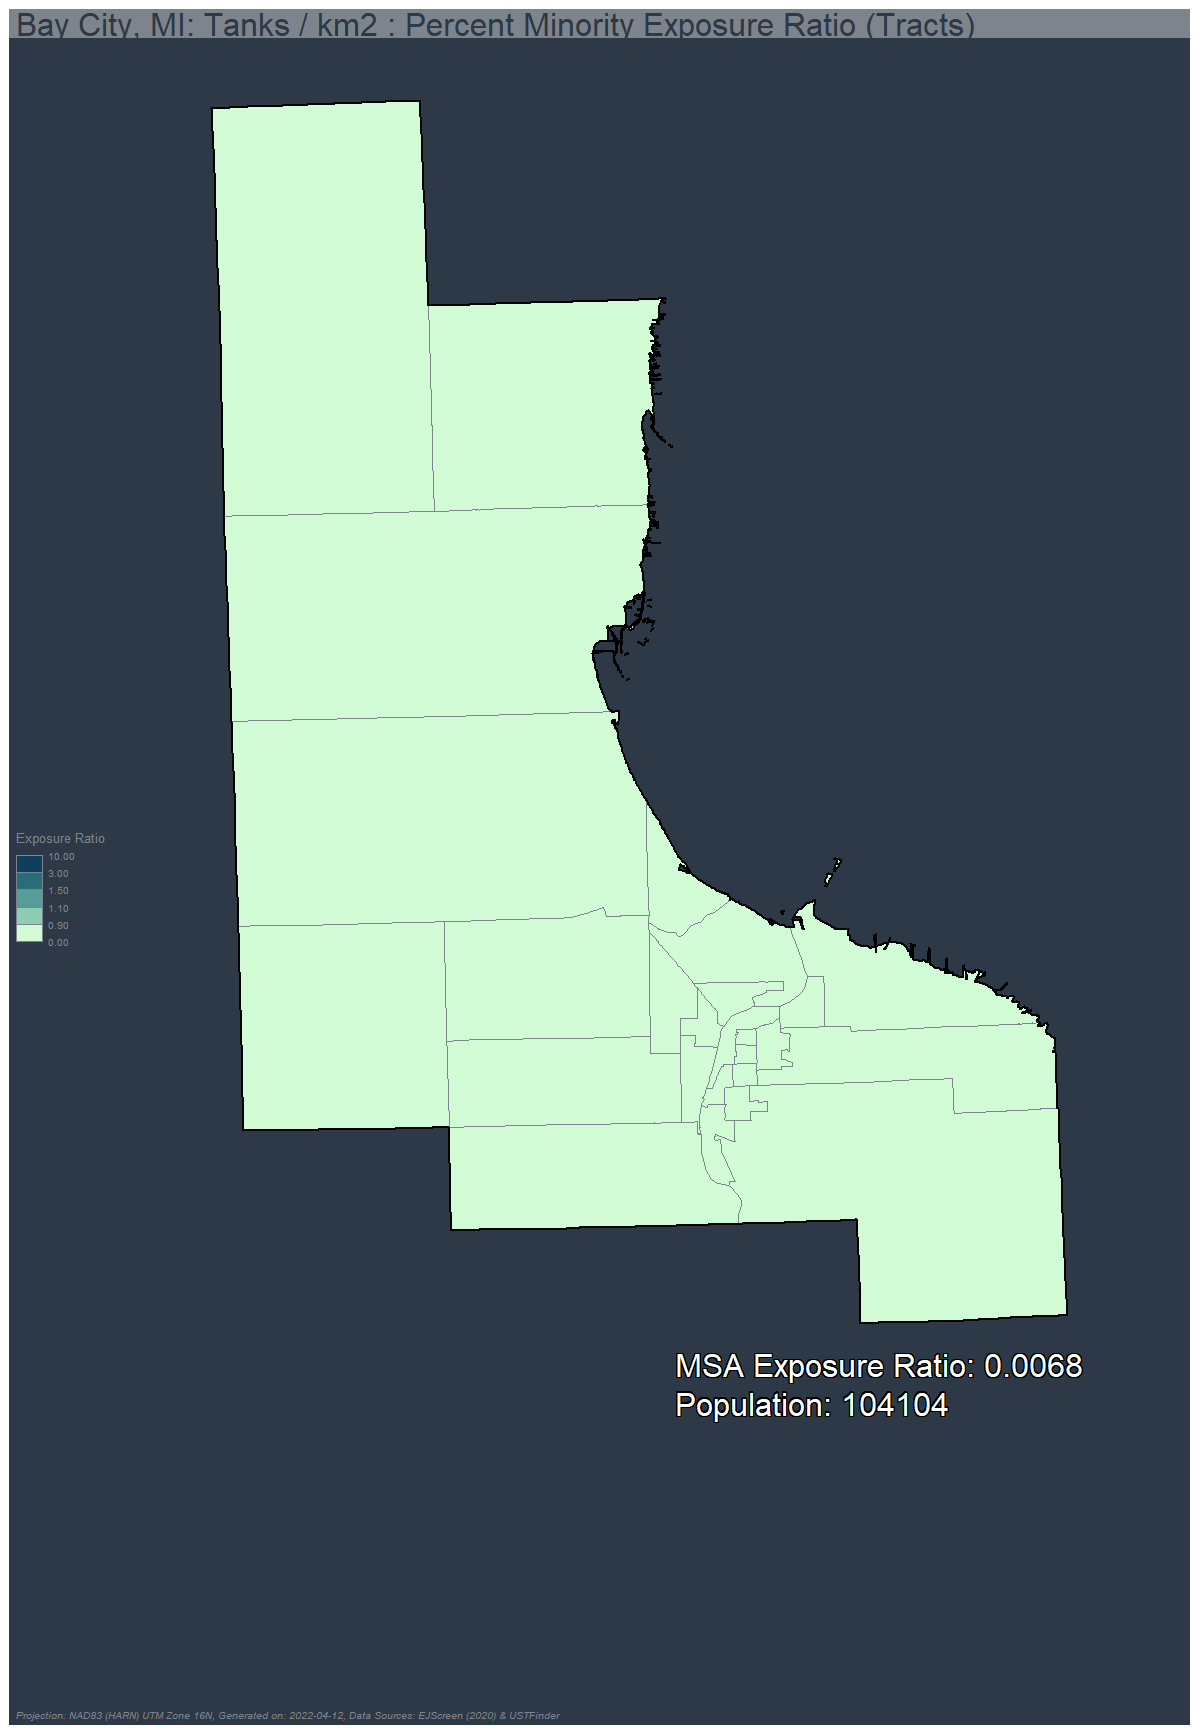 Bay City, MI: Tanks / km2 : Percent Minority Exposure Ratio (Tracts)
Exposure Ratio
10.00
3.00
1.50
1.10
0.90
0.00
MSA Exposure Ratio: 0.0068
Population: 104104
Projection: NAD83 (HARN) UTM Zone 16N, Generated on: 2022-04-12, Data Sources: EJScreen (2020) & USTFinder